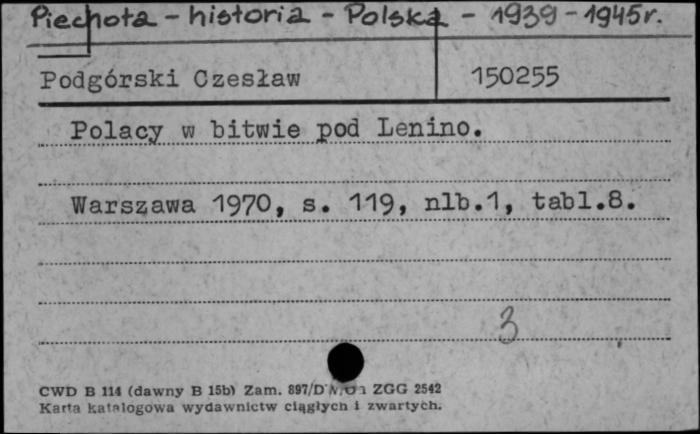 Piechota - historia - Polska - 1939-1945r.
Podgórski Czesław 150255
Polacy w bitwie pod Lenino.
Warszawa 1970, s. 119, nlb.1, tabl.8.
3
CWD B 114 (dawny B 15b) Zam. 897/D ZGG 2542
Karta katalogowa wydawnictw ciągłych i zwartych.